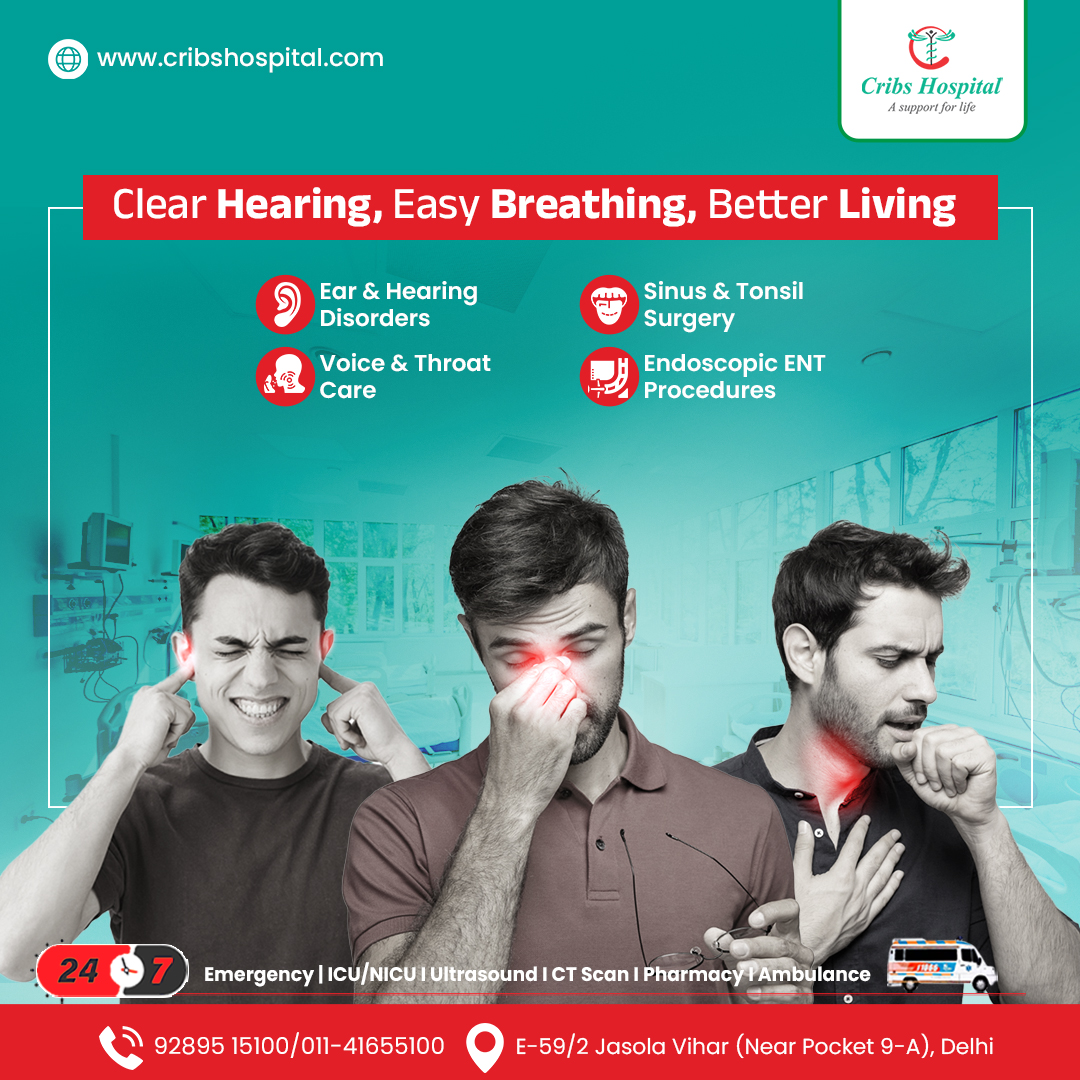 www.cribshospital.com
Cribs Hospital
A support for life
Clear Hearing, Easy Breathing, Better Living
Ear & Hearing
Disorders
Sinus & Tonsil
Surgery
Voice & Throat
Care
Endoscopic ENT
Procedures
24 7
Emergency | ICU/NICU I Ultrasound I CT Scan I Pharmacy I Ambulance
92895 15100/011-41655100
E-59/2 Jasola Vihar (Near Pocket 9-A), Delhi